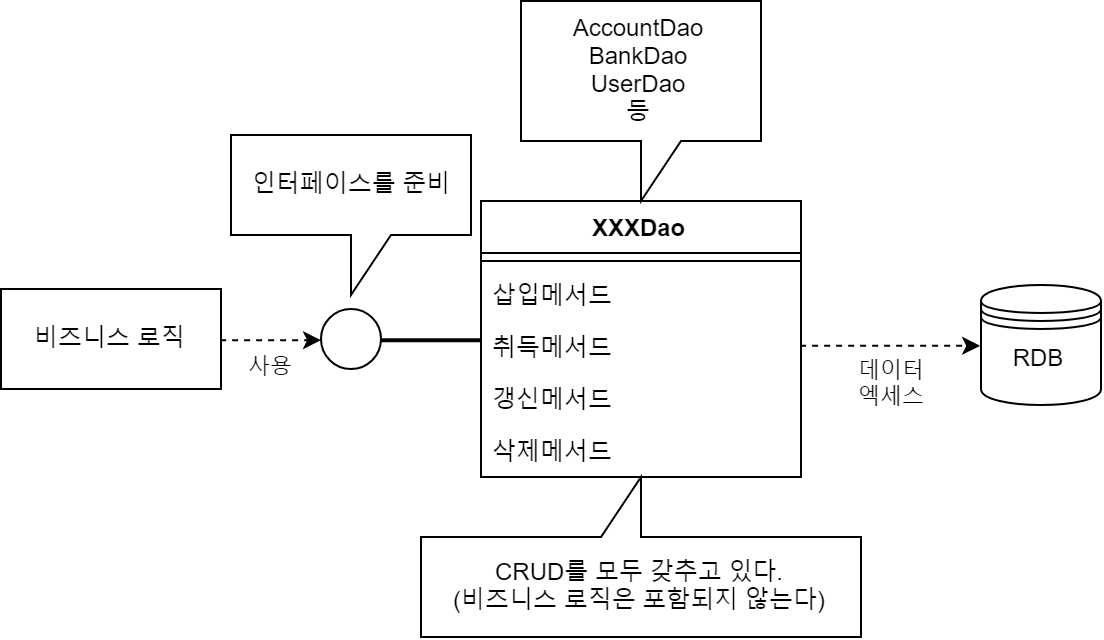 AccountDao
BankDao
UserDao
등
인터페이스를 준비
XXXDao
비즈니스 로직
사용
삽입메서드
취득메서드
갱신메서드
삭제메서드
데이터
엑세스
RDB
CRUD를 모두 갖추고 있다.
(비즈니스 로직은 포함되지 않는다)